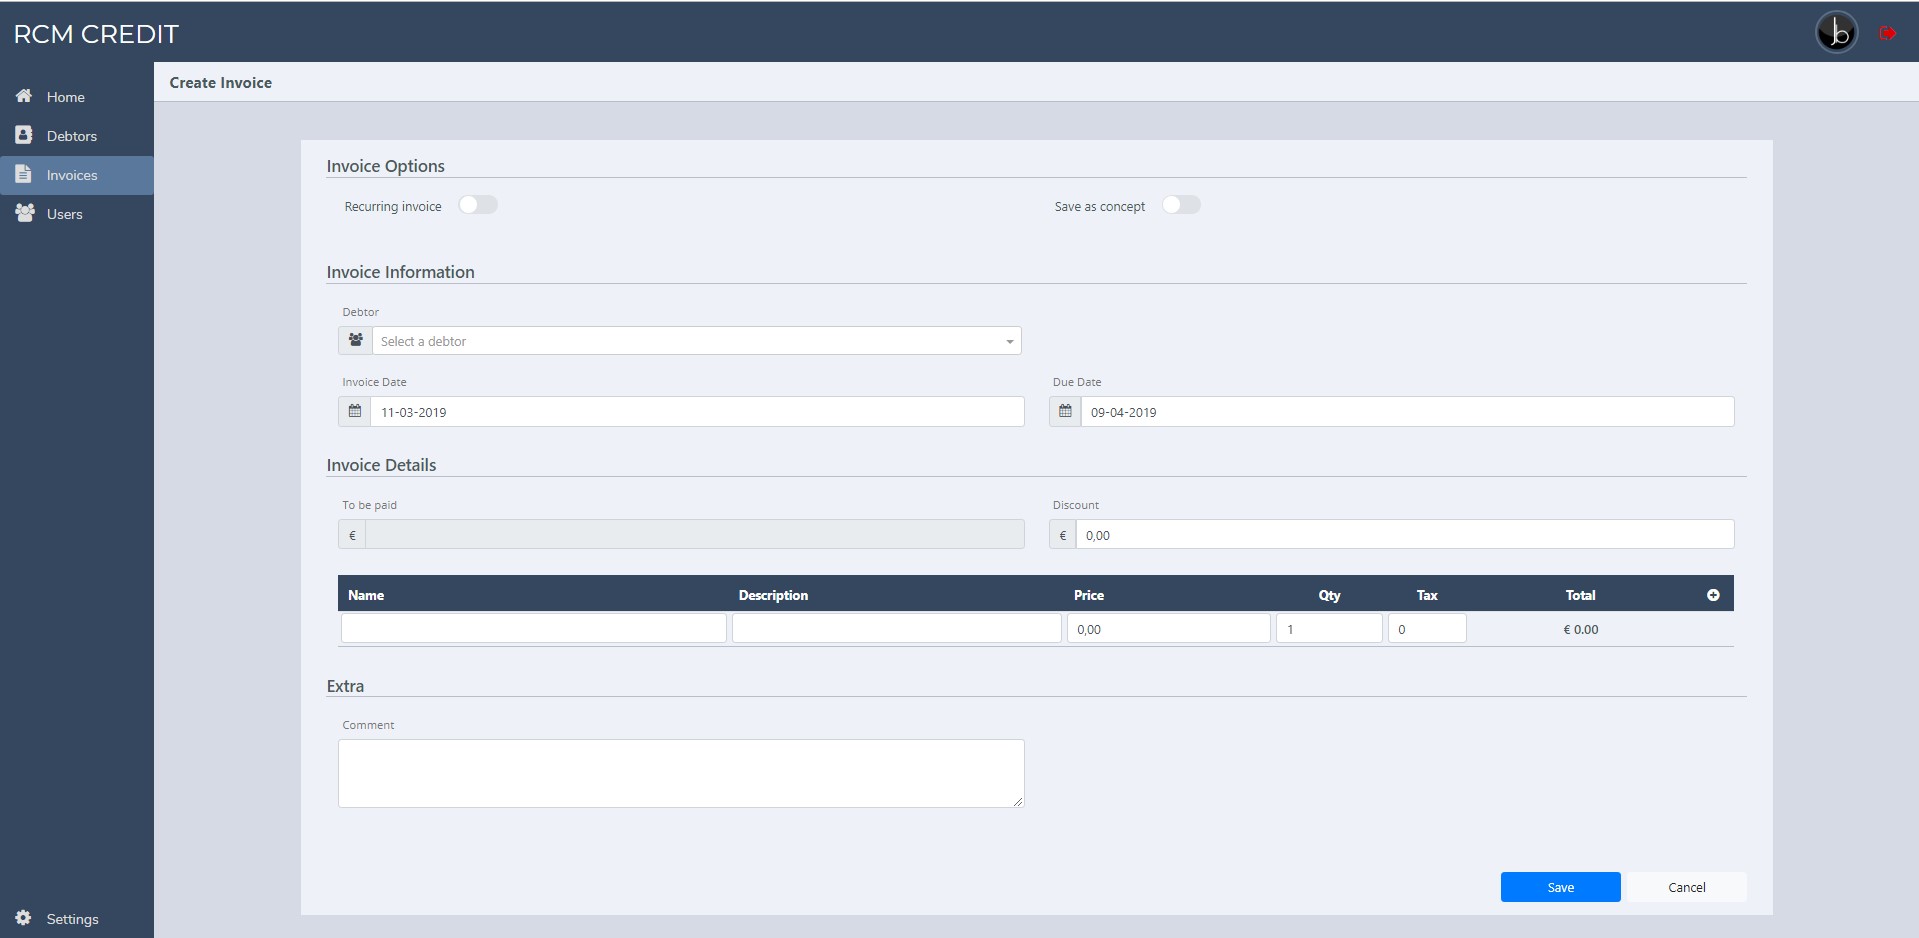 RCM CREDIT
jb
Home
Debtors
Invoices
Users
Settings
Create Invoice
Invoice Options
Recurring invoice
Save as concept
Invoice Information
Debtor
Select a debtor
Invoice Date
Due Date
11-03-2019
09-04-2019
Invoice Details
To be paid
Discount
€
€ 0,00
Name Description Price Qty Tax Total
0,00 1 0 € 0.00
Extra
Comment
Save Cancel